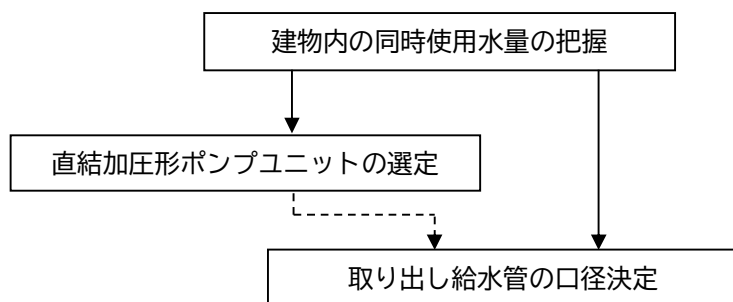 建物内の同時使用水量の把握
直結加圧形ポンプユニットの選定
取り出し給水管の口径決定